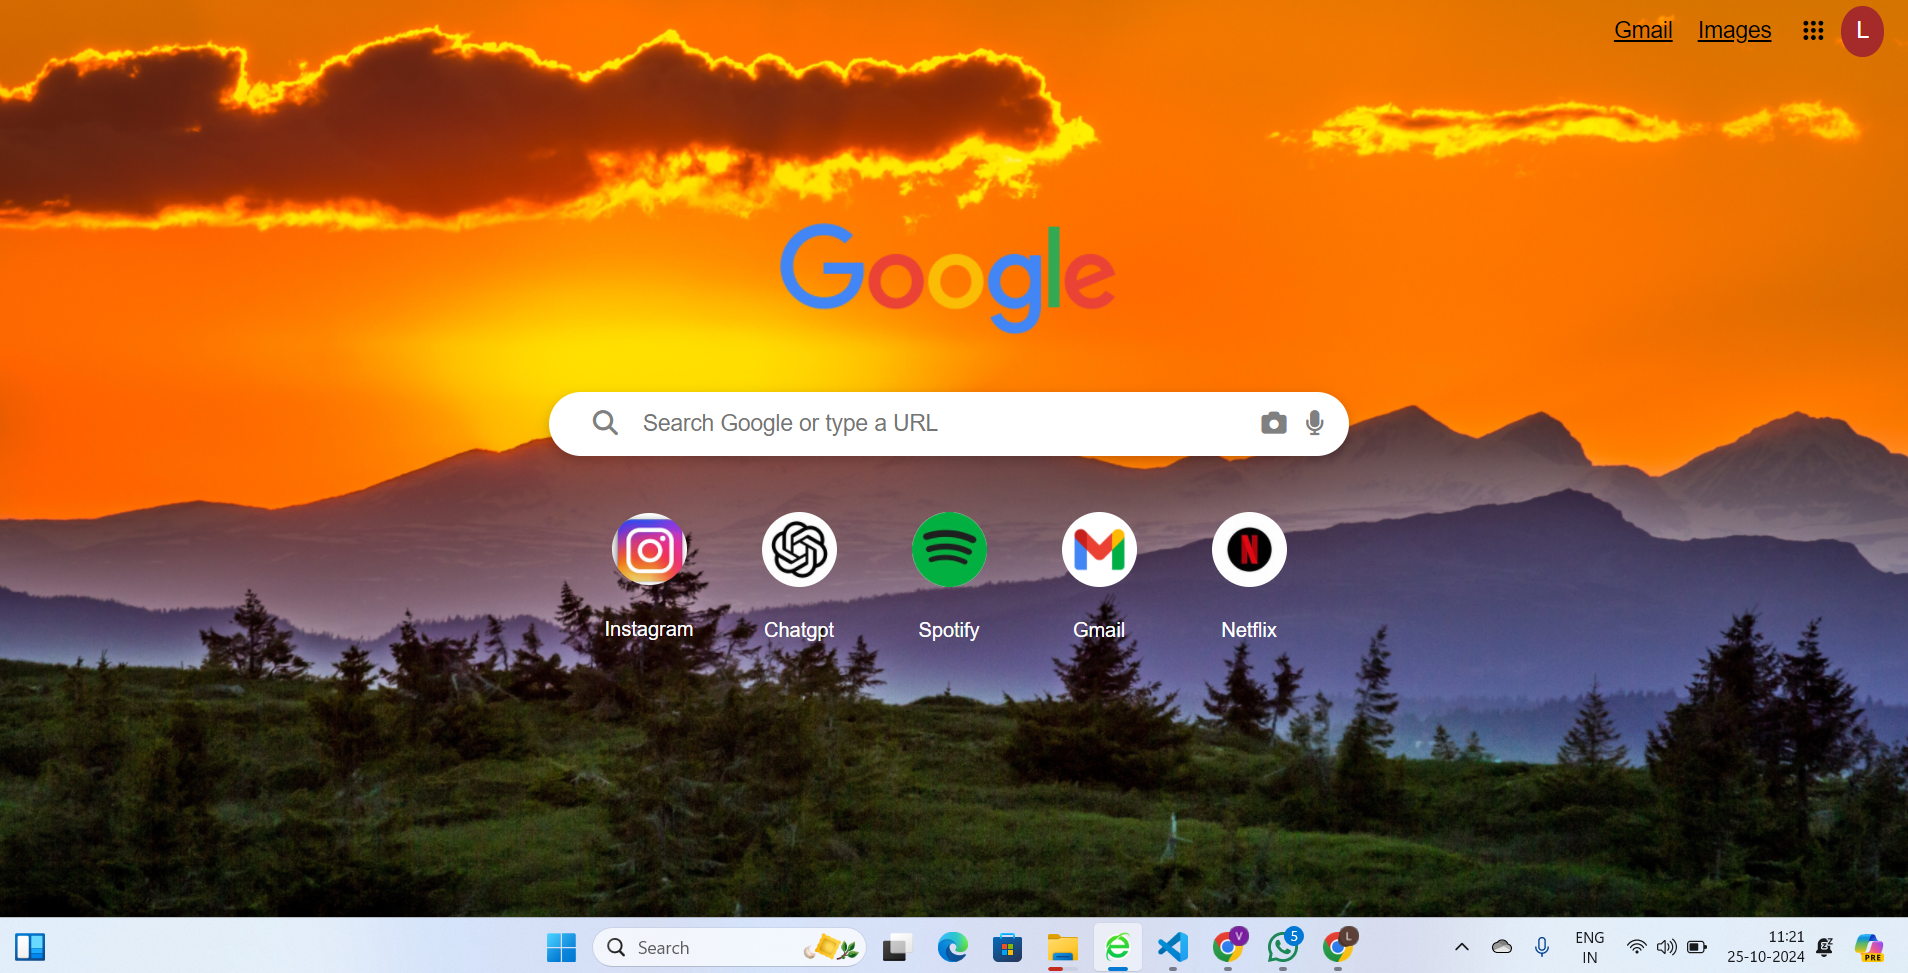 Gmail Images L
Google
Search Google or type a URL
Instagram Chatgpt Spotify Gmail Netflix
Search
V
5
L
ENG
IN
11:21
25-10-2024
PRE